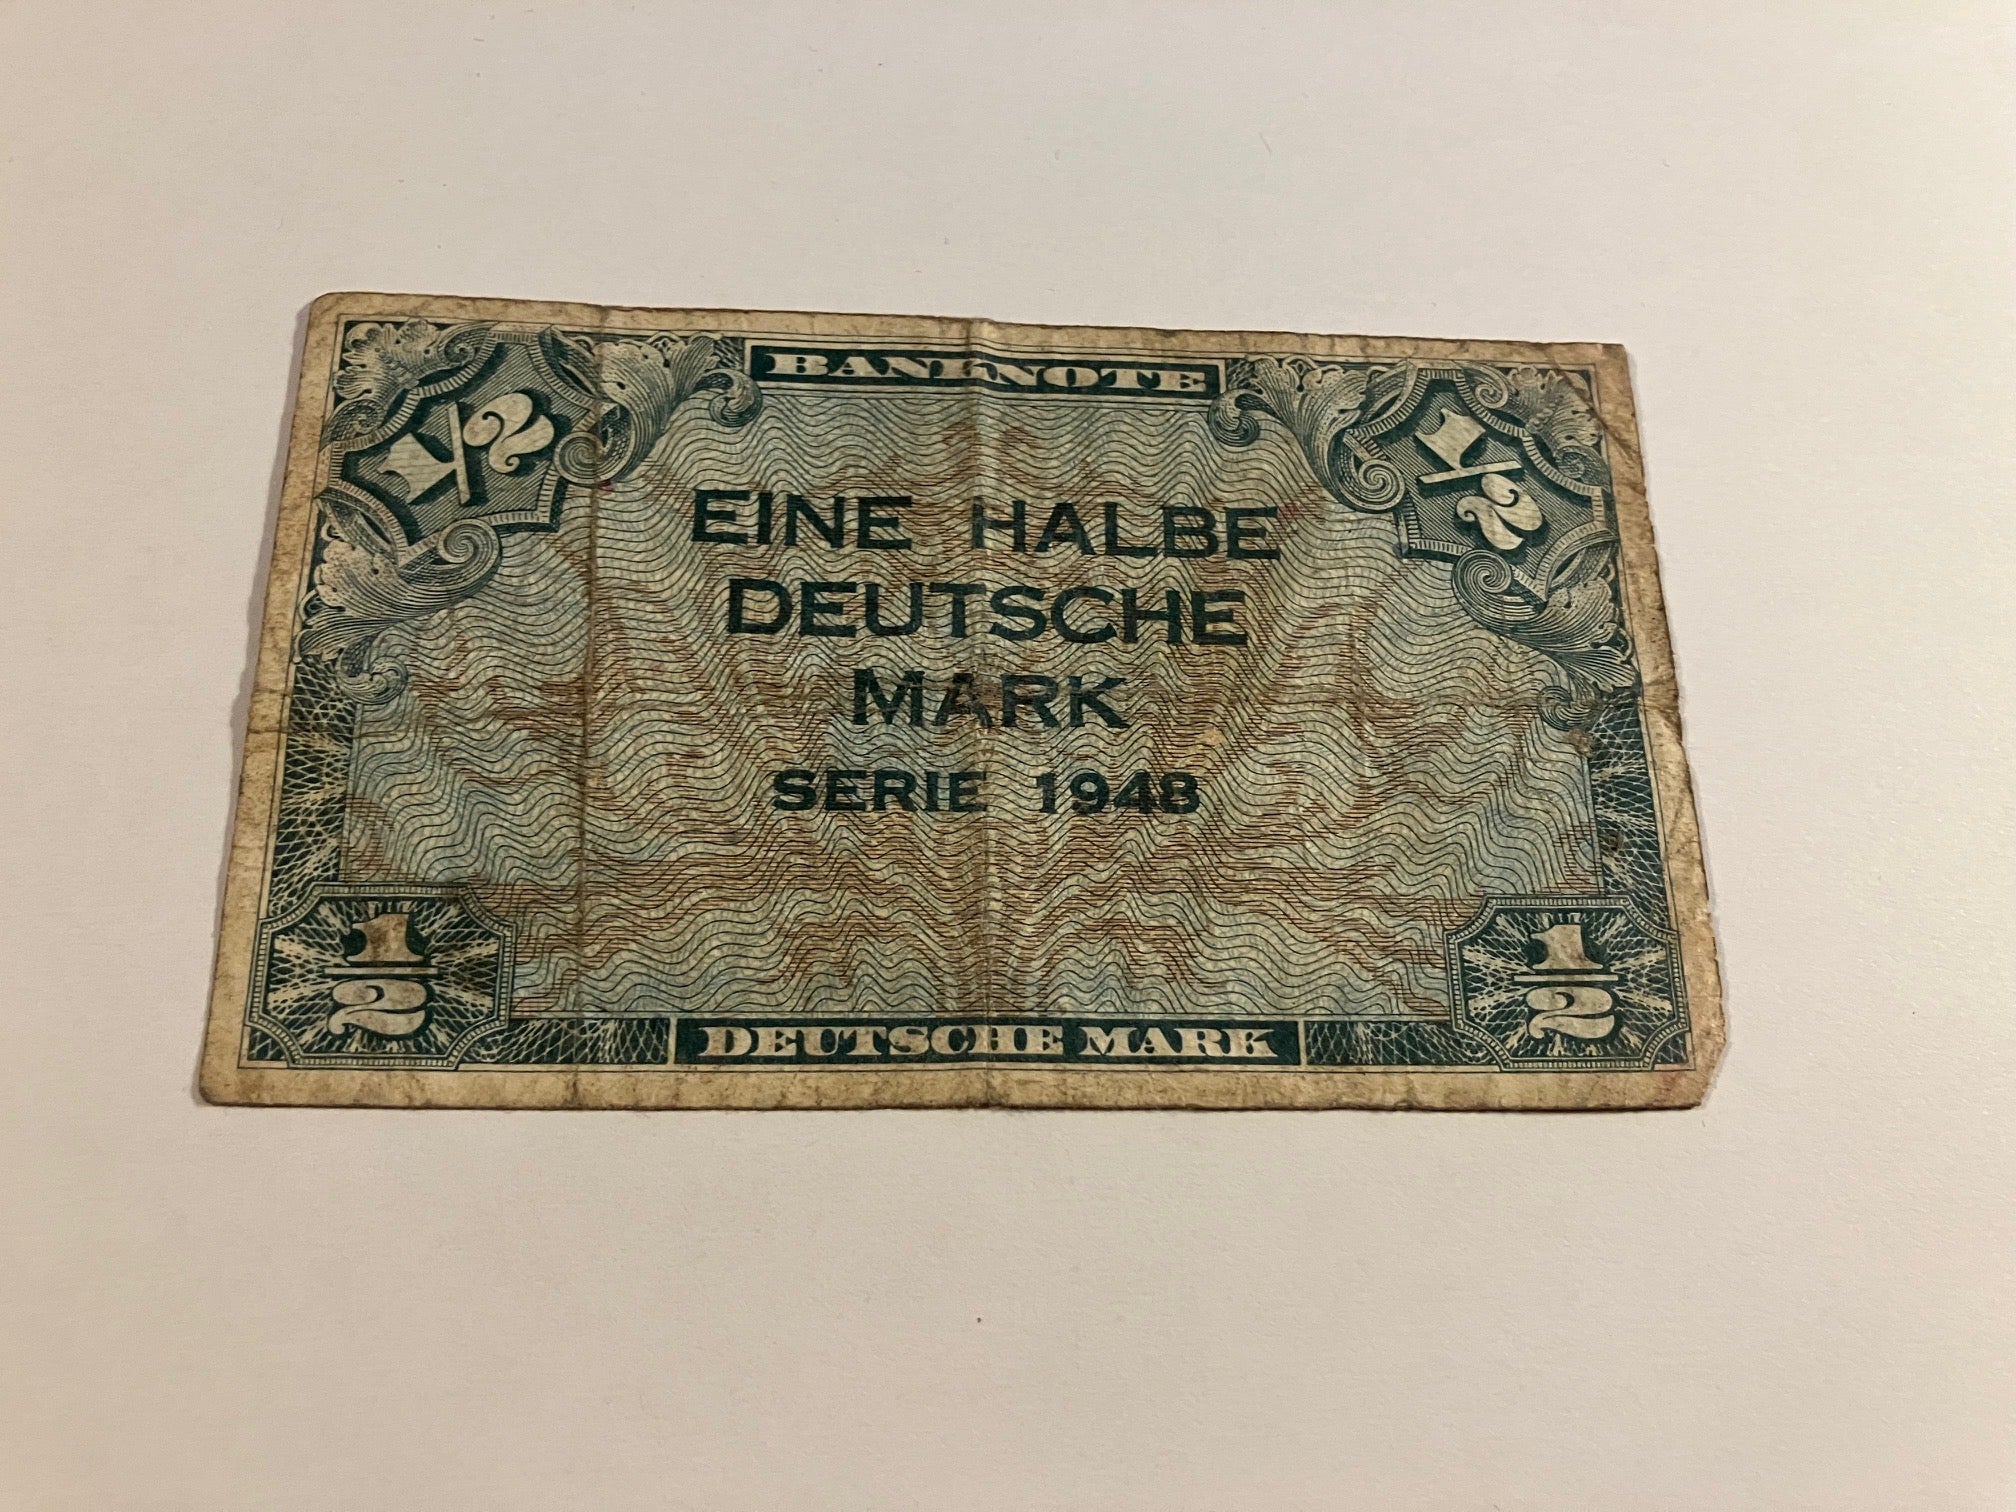 BANKNOTE
1/2
1/2
EINE HALBE
DEUTSCHE
MARK
SERIE 1948
1/2
1/2
DEUTSCHE MARK